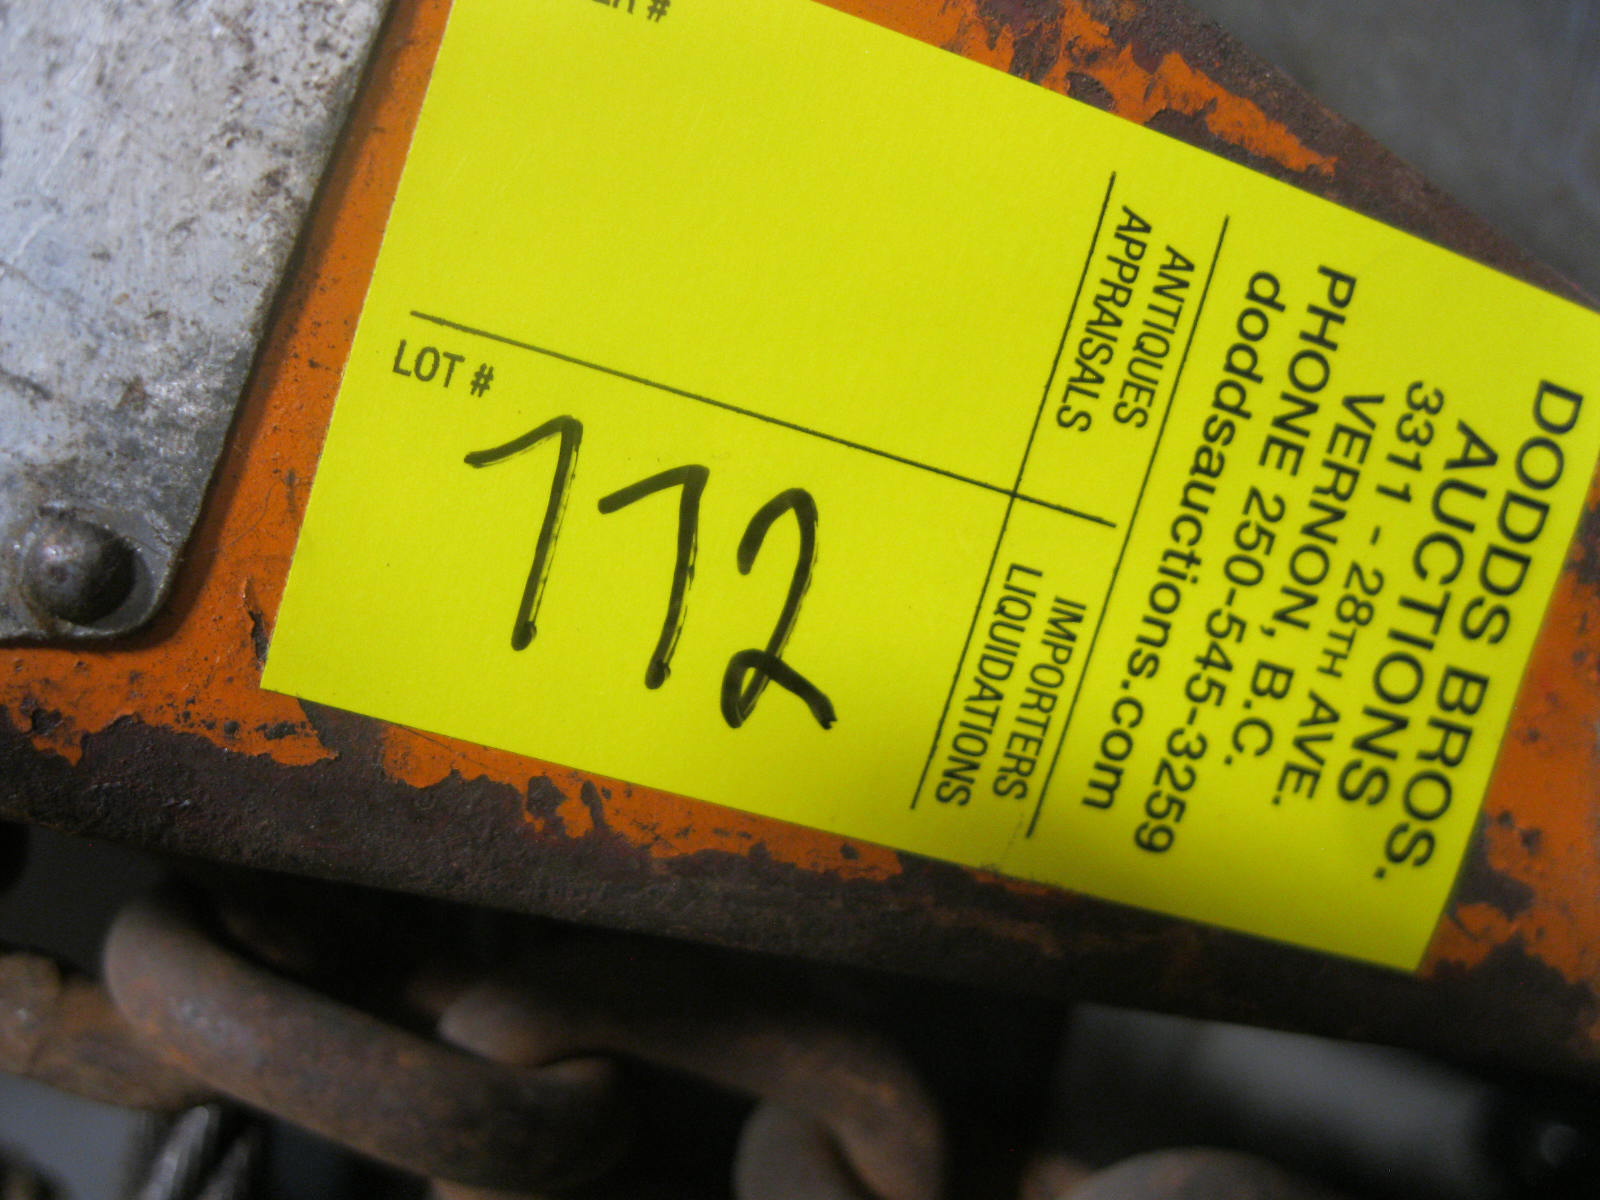 DODDS BROS.
AUCTIONS
3311 - 28TH AVE.
VERNON, B.C.
PHONE 250-545-3259
doddsauctions.com
ANTIQUES
APPRAISALS
IMPORTERS
LIQUIDATIONS
LOT #
112